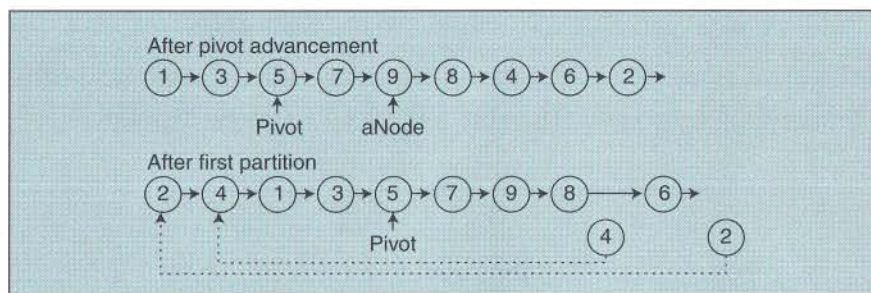 After pivot advancement
1 3 5 7 9 8 4 6 2
Pivot aNode
After first partition
2 4 1 3 5 7 9 8 6
Pivot 4 2